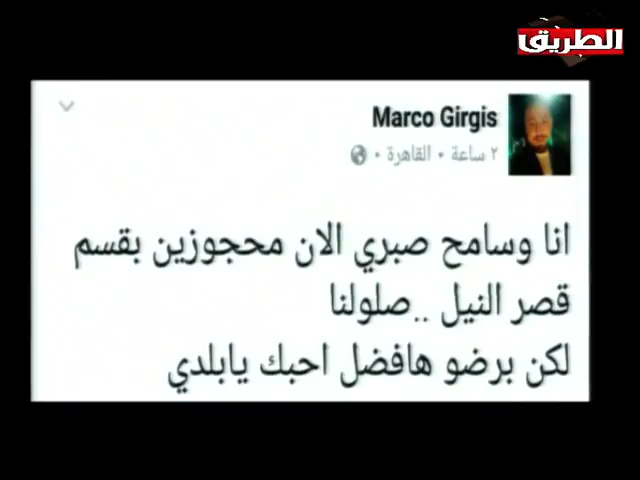 الطريق
Marco Girgis
٢ ساعة • القاهرة •
انا وسامح صبري الان محجوزين بقسم
قصر النيل ..صلولنا
لكن برضو هافضل احبك يابلدي